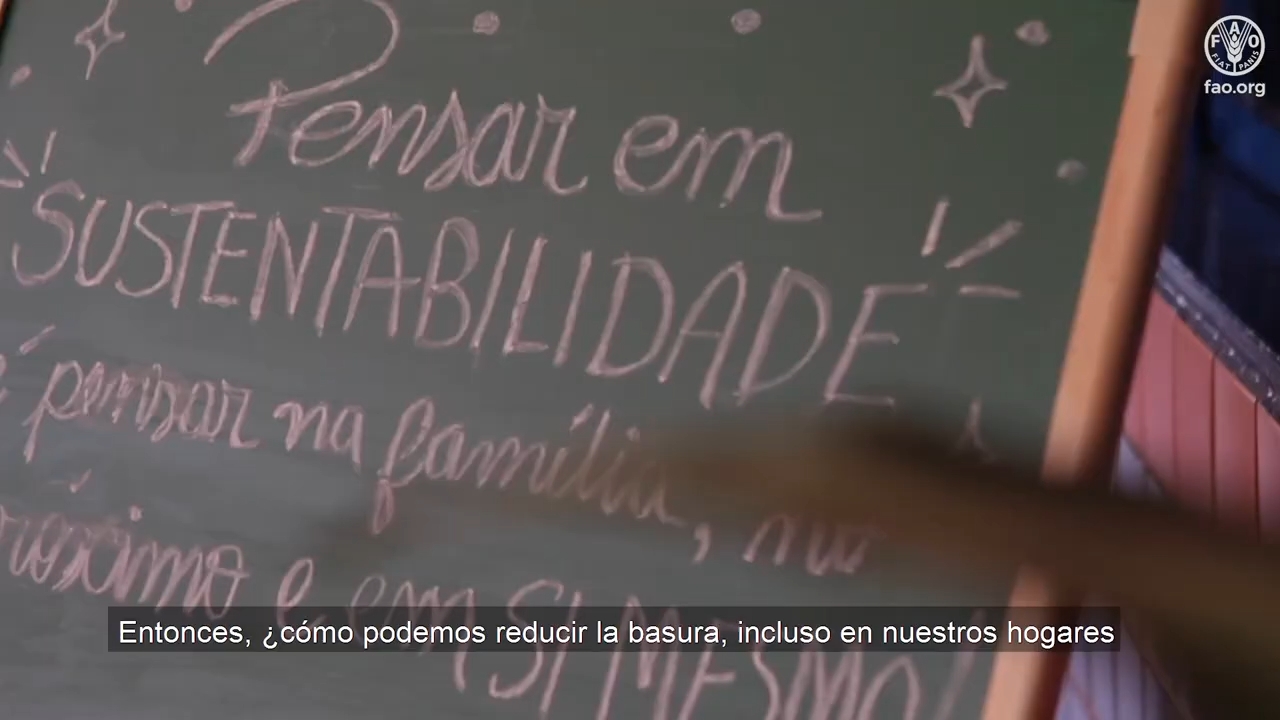 Pensar em
SUSTENTABILIDADE
é pensar na família, no
próximo e em SI MESMO!
FAO
FIAT PANIS
fao.org
Entonces, ¿cómo podemos reducir la basura, incluso en nuestros hogares